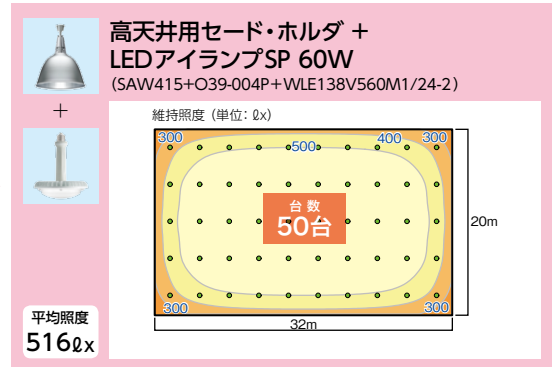 高天井用セード・ホルダ +
LEDアイランプSP 60W
（SAW415+O39-004P+WLE138V560M1/24-2）
+
維持照度（単位：ℓx）
300
500
400
300
台数
50台
20m
300
300
32m
平均照度
516ℓx